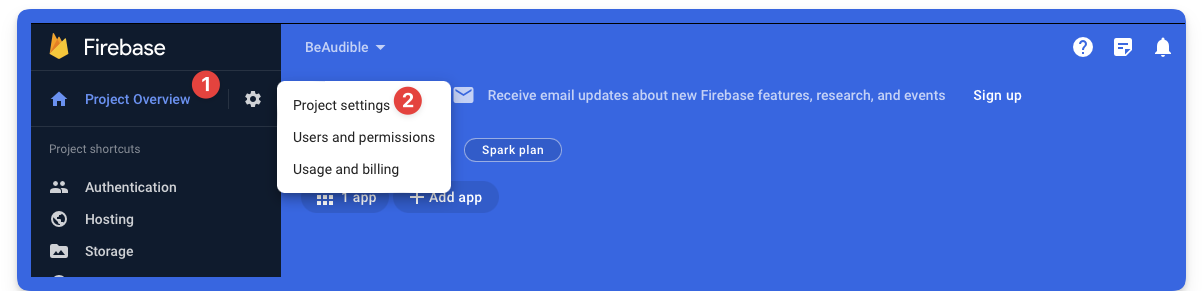 Firebase
BeAudible
Project Overview 1
Project settings 2
Users and permissions
Usage and billing
Receive email updates about new Firebase features, research, and events Sign up
Spark plan
Project shortcuts
Authentication
Hosting
Storage
1 app
Add app